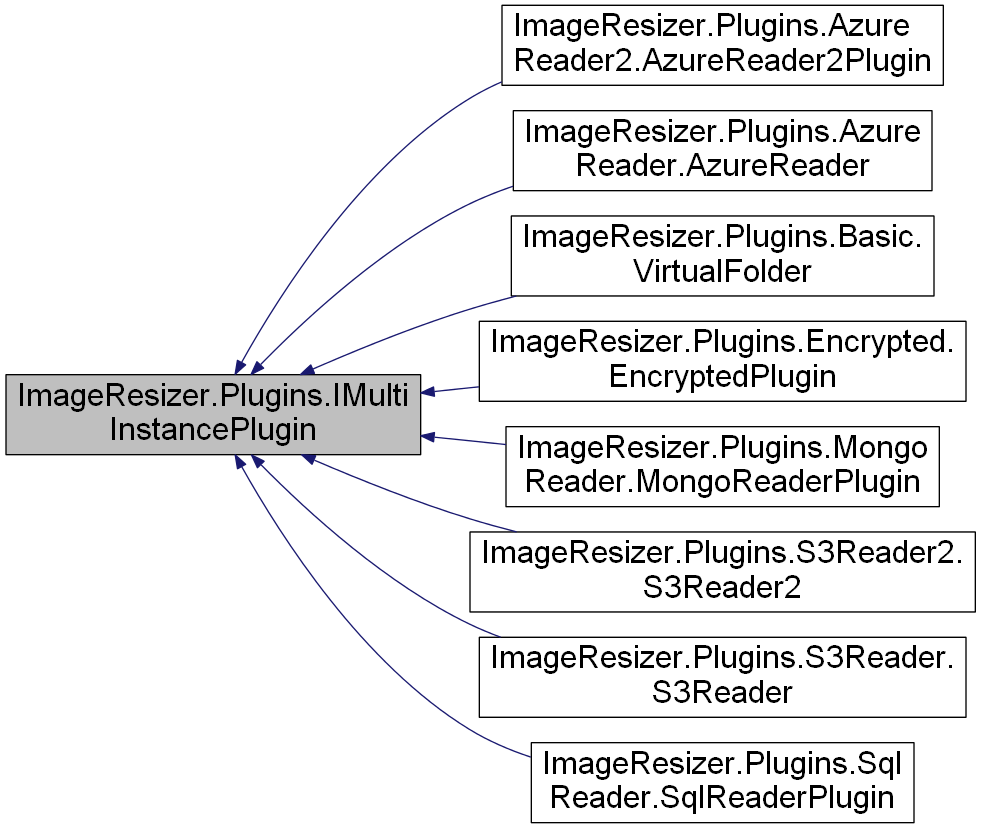 ImageResizer.Plugins.Azure
Reader2.AzureReader2Plugin
ImageResizer.Plugins.Azure
Reader.AzureReader
ImageResizer.Plugins.Basic.
VirtualFolder
ImageResizer.Plugins.Encrypted.
EncryptedPlugin
ImageResizer.Plugins.IMulti
InstancePlugin
ImageResizer.Plugins.Mongo
Reader.MongoReaderPlugin
ImageResizer.Plugins.S3Reader2.
S3Reader2
ImageResizer.Plugins.S3Reader.
S3Reader
ImageResizer.Plugins.Sql
Reader.SqlReaderPlugin